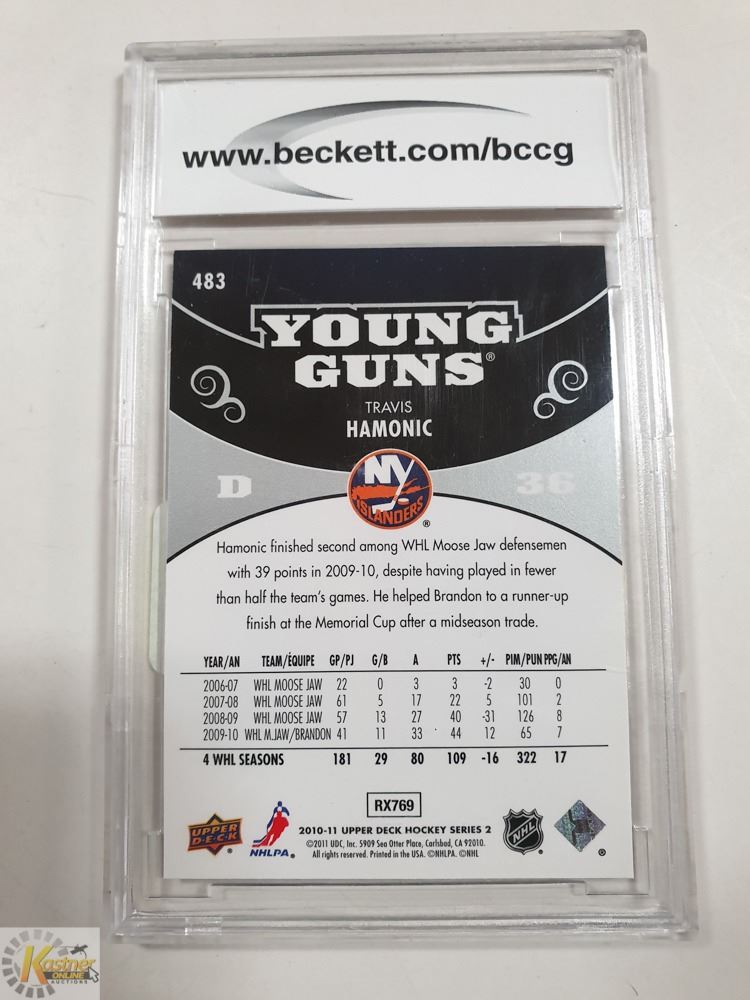 www.beckett.com/bccg
483
YOUNG
GUNS®
TRAVIS
HAMONIC
D 36
NY
ISLANDERS
®
Hamonic finished second among WHL Moose Jaw defensemen
with 39 points in 2009-10, despite having played in fewer
than half the team's games. He helped Brandon to a runner-up
finish at the Memorial Cup after a midseason trade.
YEAR/AN TEAM/ÉQUIPE GP/PJ G/B A PTS +/- PIM/PUN PPG/AN
2006-07 WHL MOOSE JAW 22 0 3 3 -2 30 0
2007-08 WHL MOOSE JAW 61 5 17 22 5 101 2
2008-09 WHL MOOSE JAW 57 13 27 40 -31 126 8
2009-10 WHL M.JAW/BRANDON 41 11 33 44 12 65 7
4 WHL SEASONS 181 29 80 109 -16 322 17
RX769
UPPER
D·E·C·K
NHLPA®
2010-11 UPPER DECK HOCKEY SERIES 2
©2011 UDC, Inc. 5909 Sea Otter Place, Carlsbad, CA 92010.
All rights reserved. Printed in the USA. ©NHLPA. ©NHL
NHL
®
Kastner
ONLINE
AUCTIONS